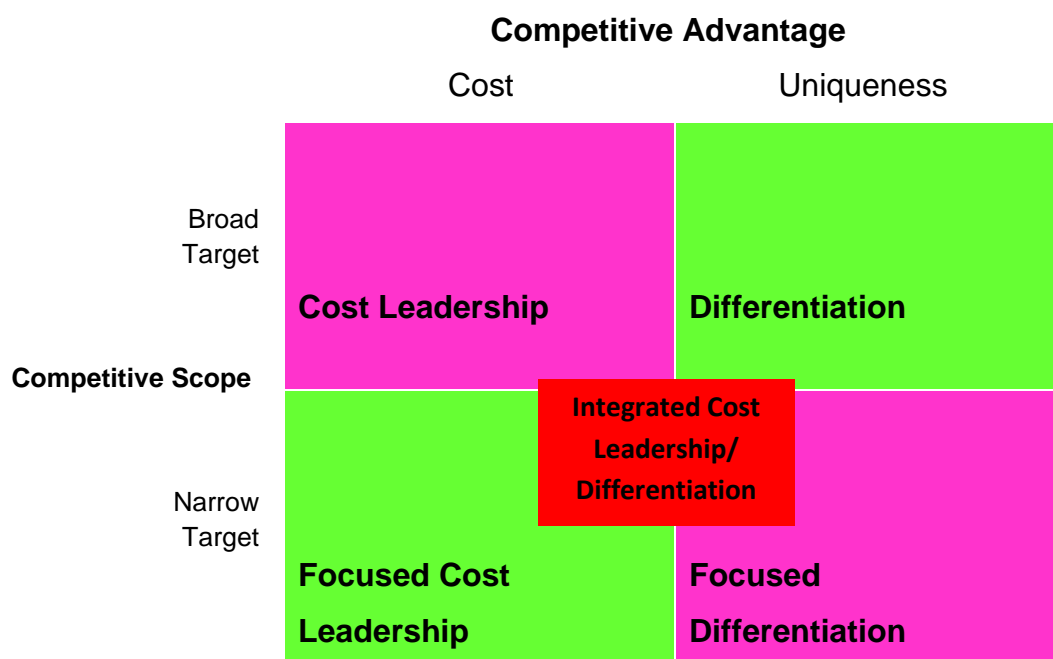 Competitive Advantage
Cost
Uniqueness
Broad
Target
Cost Leadership
Differentiation
Competitive Scope
Integrated Cost
Leadership/
Differentiation
Narrow
Target
Focused Cost
Leadership
Focused
Differentiation